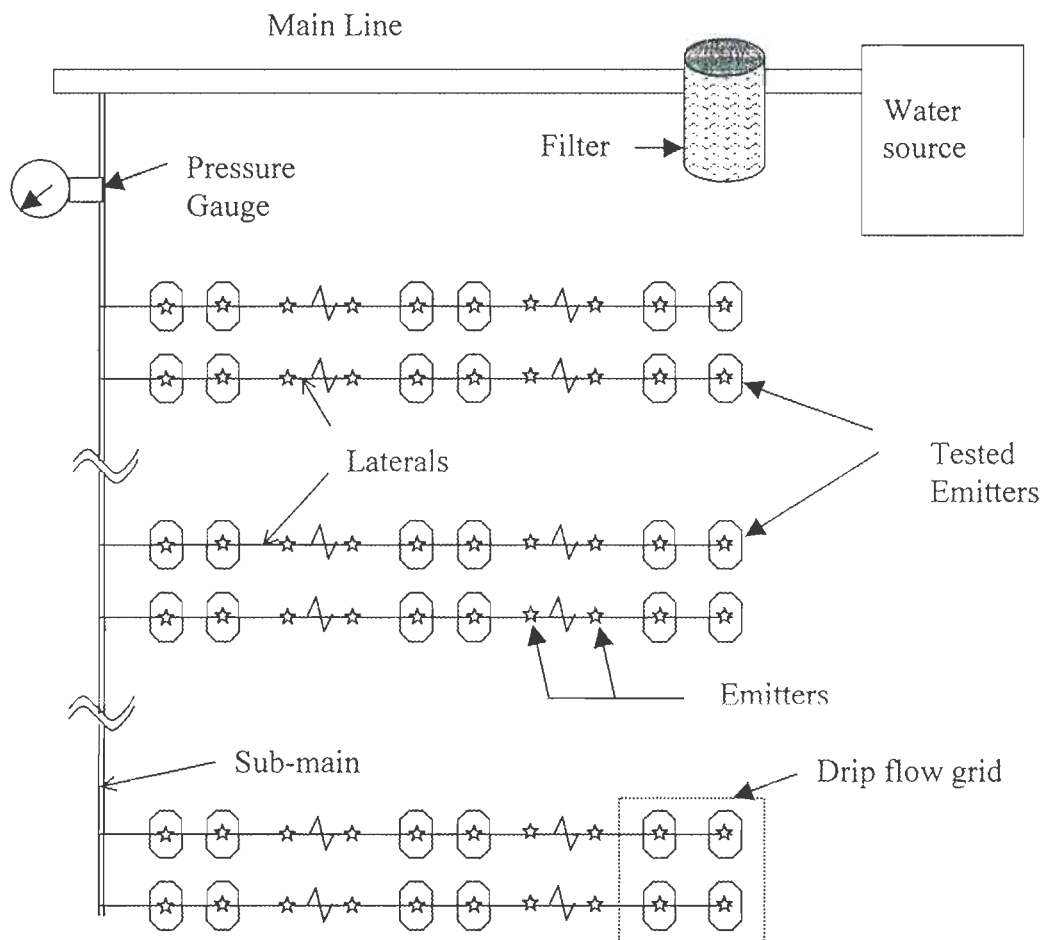 Main Line
Water
source
Filter
Pressure
Gauge
Laterals
Tested
Emitters
Emitters
Sub-main
Drip flow grid